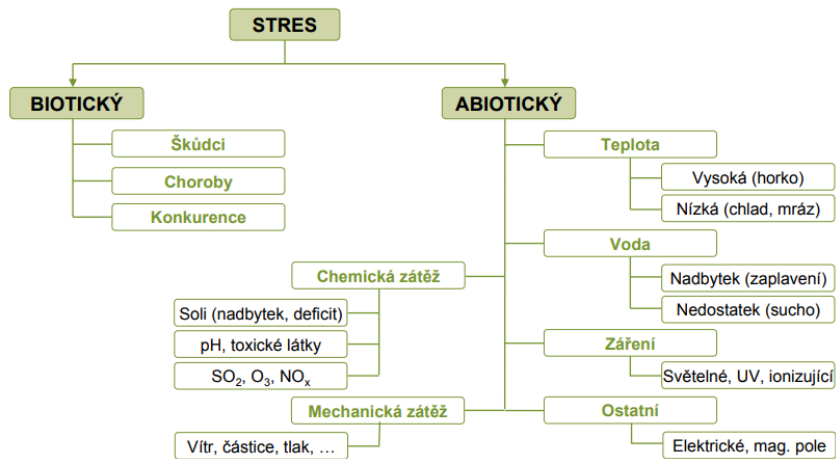 STRES
BIOTICKÝ
ABIOTICKÝ
Škůdci
Choroby
Konkurence
Teplota
Vysoká (horko)
Nízká (chlad, mráz)
Voda
Nadbytek (zaplavení)
Nedostatek (sucho)
Chemická zátěž
Soli (nadbytek, deficit)
pH, toxické látky
SO₂, O₃, NOₓ
Záření
Světelné, UV, ionizující
Mechanická zátěž
Vítr, částice, tlak, …
Ostatní
Elektrické, mag. pole